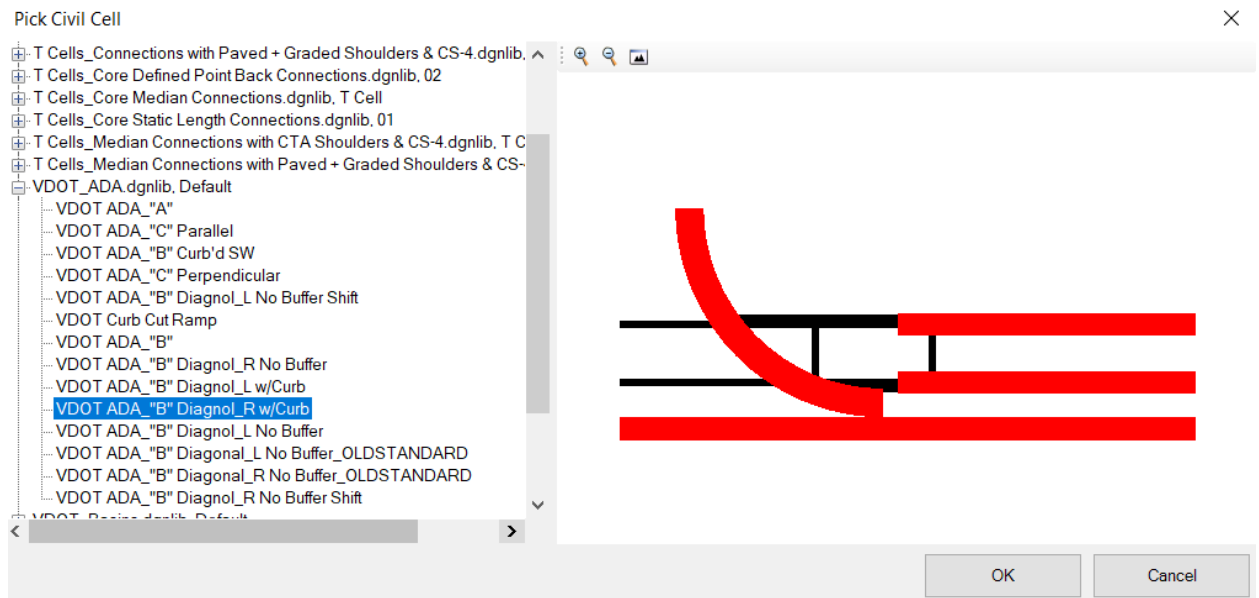 Pick Civil Cell
T Cells_Connections with Paved + Graded Shoulders & CS-4.dgnlib,
T Cells_Core Defined Point Back Connections.dgnlib, 02
T Cells_Core Median Connections.dgnlib, T Cell
T Cells_Core Static Length Connections.dgnlib, 01
T Cells_Median Connections with CTA Shoulders & CS-4.dgnlib, T C
T Cells_Median Connections with Paved + Graded Shoulders & CS-
VDOT_ADA.dgnlib, Default
VDOT ADA_"A"
VDOT ADA_"C" Parallel
VDOT ADA_"B" Curb'd SW
VDOT ADA_"C" Perpendicular
VDOT ADA_"B" Diagnol_L No Buffer Shift
VDOT Curb Cut Ramp
VDOT ADA_"B"
VDOT ADA_"B" Diagnol_R No Buffer
VDOT ADA_"B" Diagnol_L w/Curb
VDOT ADA_"B" Diagnol_R w/Curb
VDOT ADA_"B" Diagnol_L No Buffer
VDOT ADA_"B" Diagonal_L No Buffer_OLDSTANDARD
VDOT ADA_"B" Diagonal_R No Buffer_OLDSTANDARD
VDOT ADA_"B" Diagnol_R No Buffer Shift
OK
Cancel